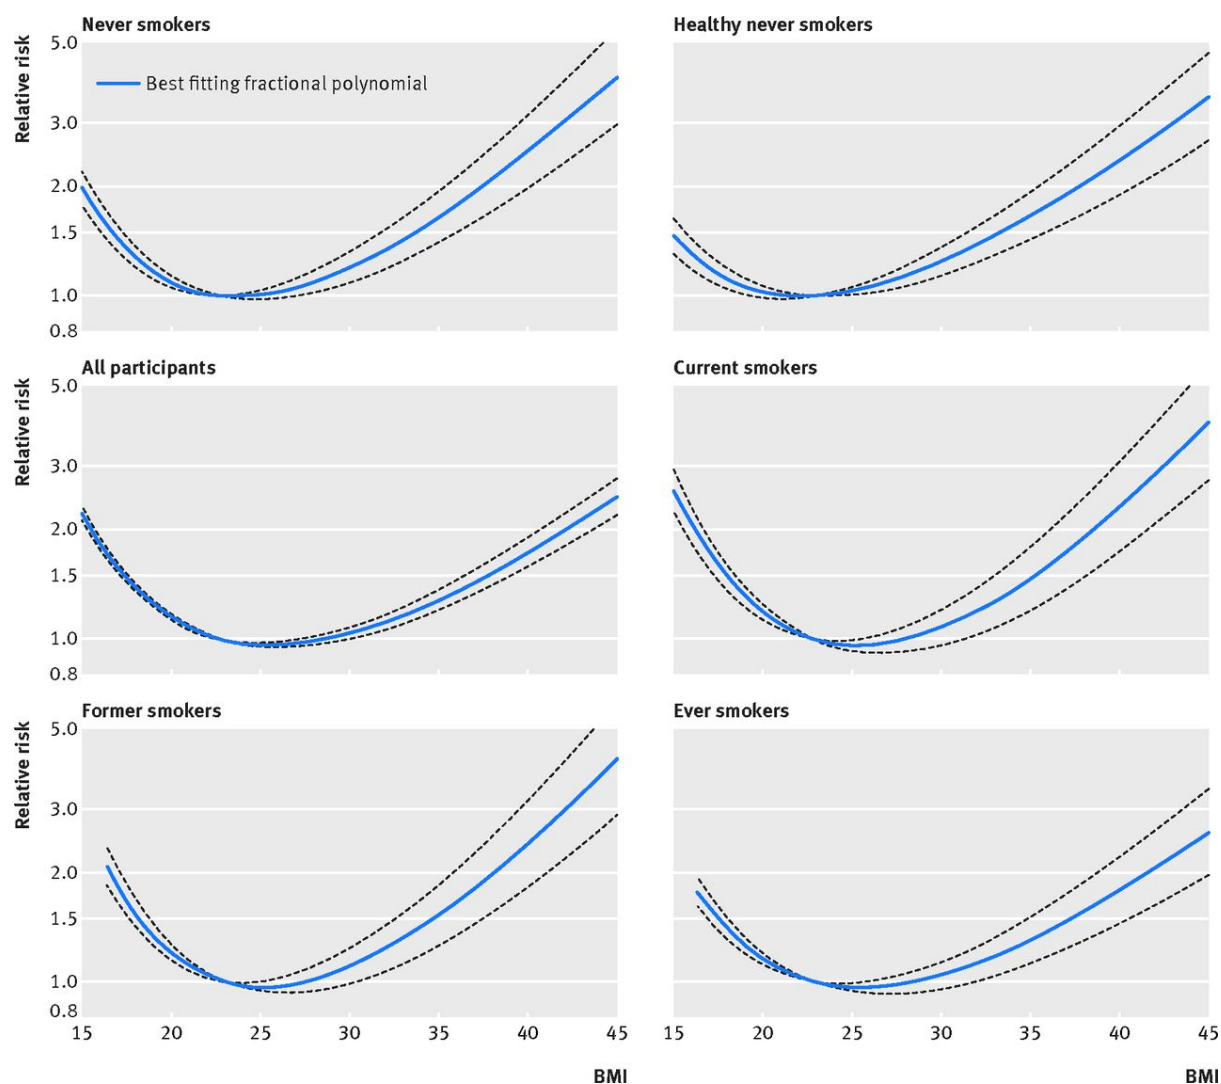 Never smokers
Healthy never smokers
Relative risk
5.0
3.0
2.0
1.5
1.0
0.8
Best fitting fractional polynomial
All participants
Current smokers
Relative risk
5.0
3.0
2.0
1.5
1.0
0.8
Former smokers
Ever smokers
Relative risk
5.0
3.0
2.0
1.5
1.0
0.8
15 20 25 30 35 40 45
15 20 25 30 35 40 45
BMI
BMI